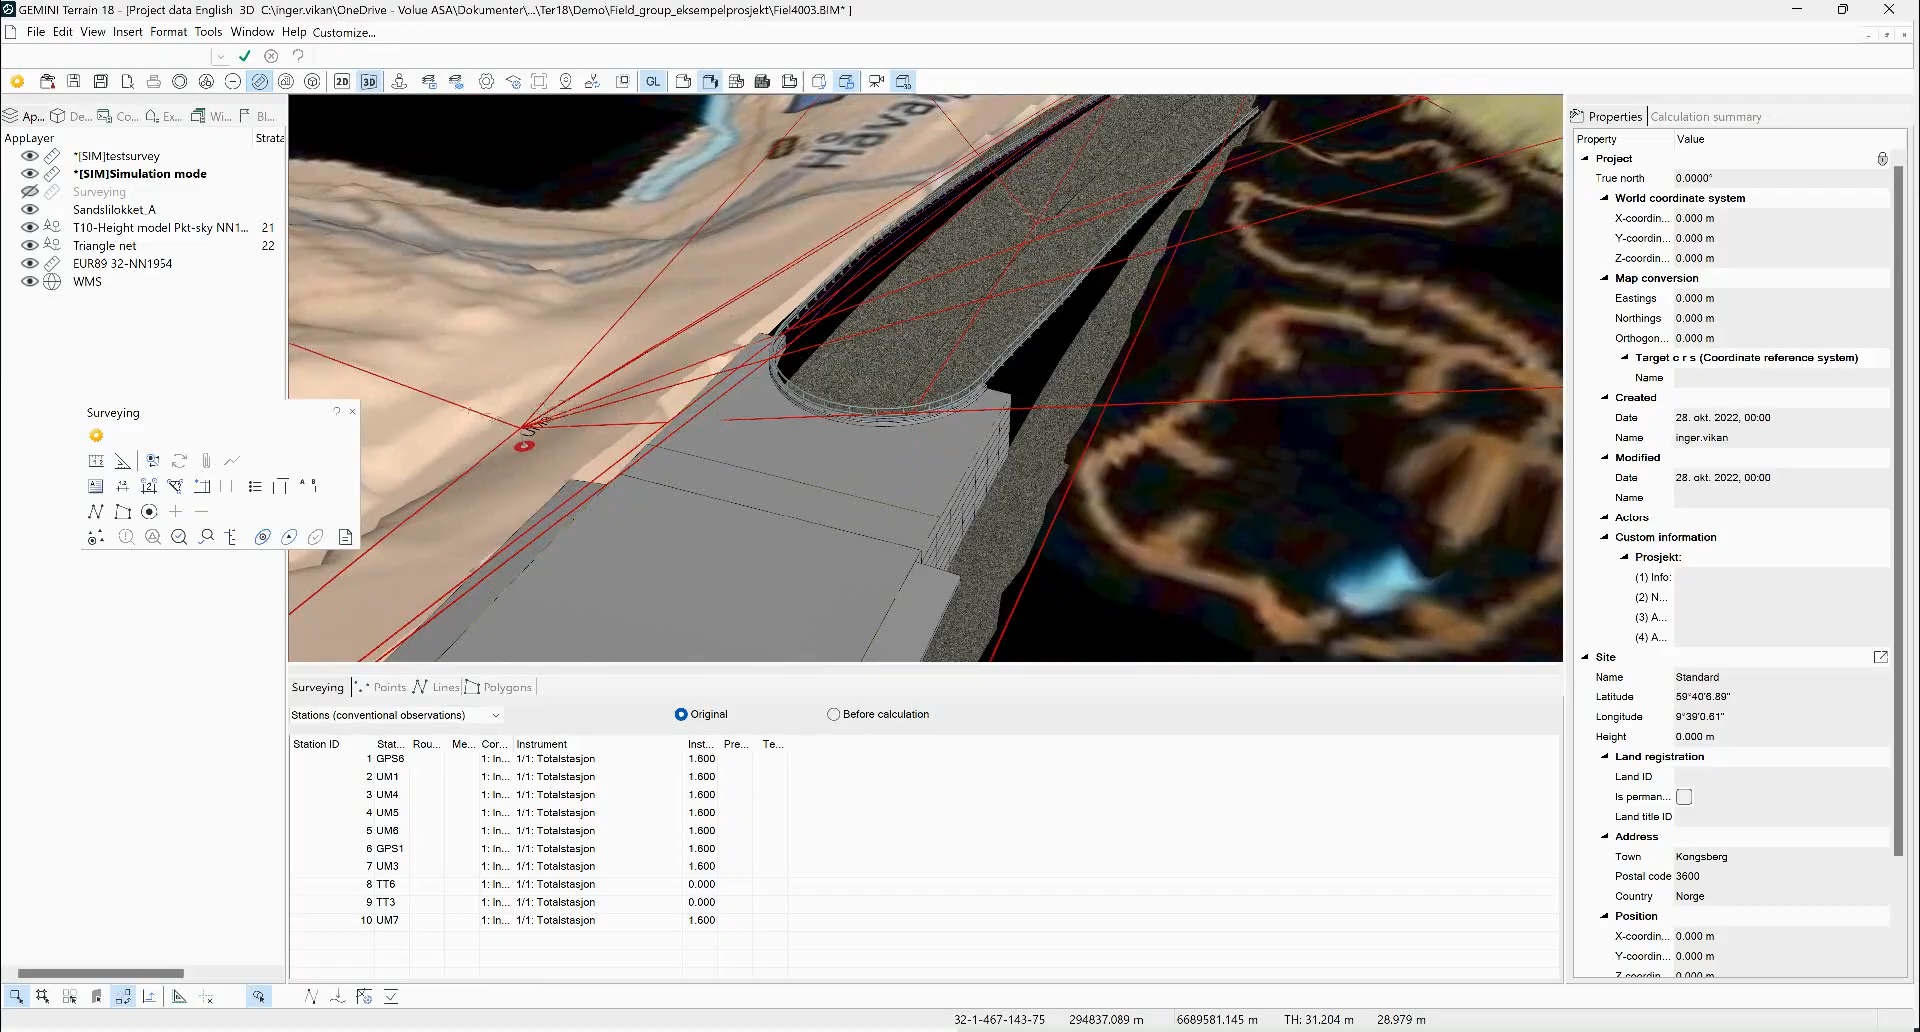 GEMINI Terrain 18 - [Project data English  3D  C:\inger.vikan\OneDrive - Volue ASA\Dokumenter\...\Ter18\Demo\Field_group_eksempelprosjekt\Fiel4003.BIM* ]
File Edit View Insert Format Tools Window Help Customize...
2D 3D GL
Ap... De... Co... Ex... Wi... Bl...
AppLayer Strata
*[SIM]testsurvey
*[SIM]Simulation mode
Surveying
Sandslilokket_A
T10-Height model Pkt-sky NN1... 21
Triangle net 22
EUR89 32-NN1954
WMS
Surveying
Surveying Points Lines Polygons
Stations (conventional observations) Original Before calculation
Station ID Stat... Rou... Me... Cor... Instrument Inst... Pre... Te...
1 GPS6 1: In... 1/1: Totalstasjon 1.600
2 UM1 1: In... 1/1: Totalstasjon 1.600
3 UM4 1: In... 1/1: Totalstasjon 1.600
4 UM5 1: In... 1/1: Totalstasjon 1.600
5 UM6 1: In... 1/1: Totalstasjon 1.600
6 GPS1 1: In... 1/1: Totalstasjon 1.600
7 UM3 1: In... 1/1: Totalstasjon 1.600
8 TT6 1: In... 1/1: Totalstasjon 0.000
9 TT3 1: In... 1/1: Totalstasjon 0.000
10 UM7 1: In... 1/1: Totalstasjon 1.600
Properties Calculation summary
Property Value
Project
True north 0.0000°
World coordinate system
X-coordin... 0.000 m
Y-coordin... 0.000 m
Z-coordin... 0.000 m
Map conversion
Eastings 0.000 m
Northings 0.000 m
Orthogon... 0.000 m
Target c r s (Coordinate reference system)
Name
Created
Date 28. okt. 2022, 00:00
Name inger.vikan
Modified
Date 28. okt. 2022, 00:00
Name
Actors
Custom information
Prosjekt:
(1) Info:
(2) N...
(3) A...
(4) A...
Site
Name Standard
Latitude 59°40'6.89"
Longitude 9°39'0.61"
Height 0.000 m
Land registration
Land ID
Is perman...
Land title ID
Address
Town Kongsberg
Postal code 3600
Country Norge
Position
X-coordin... 0.000 m
Y-coordin... 0.000 m
Z-coordin... 0.000 m
32-1-467-143-75 294837.089 m 6689581.145 m TH: 31.204 m 28.979 m